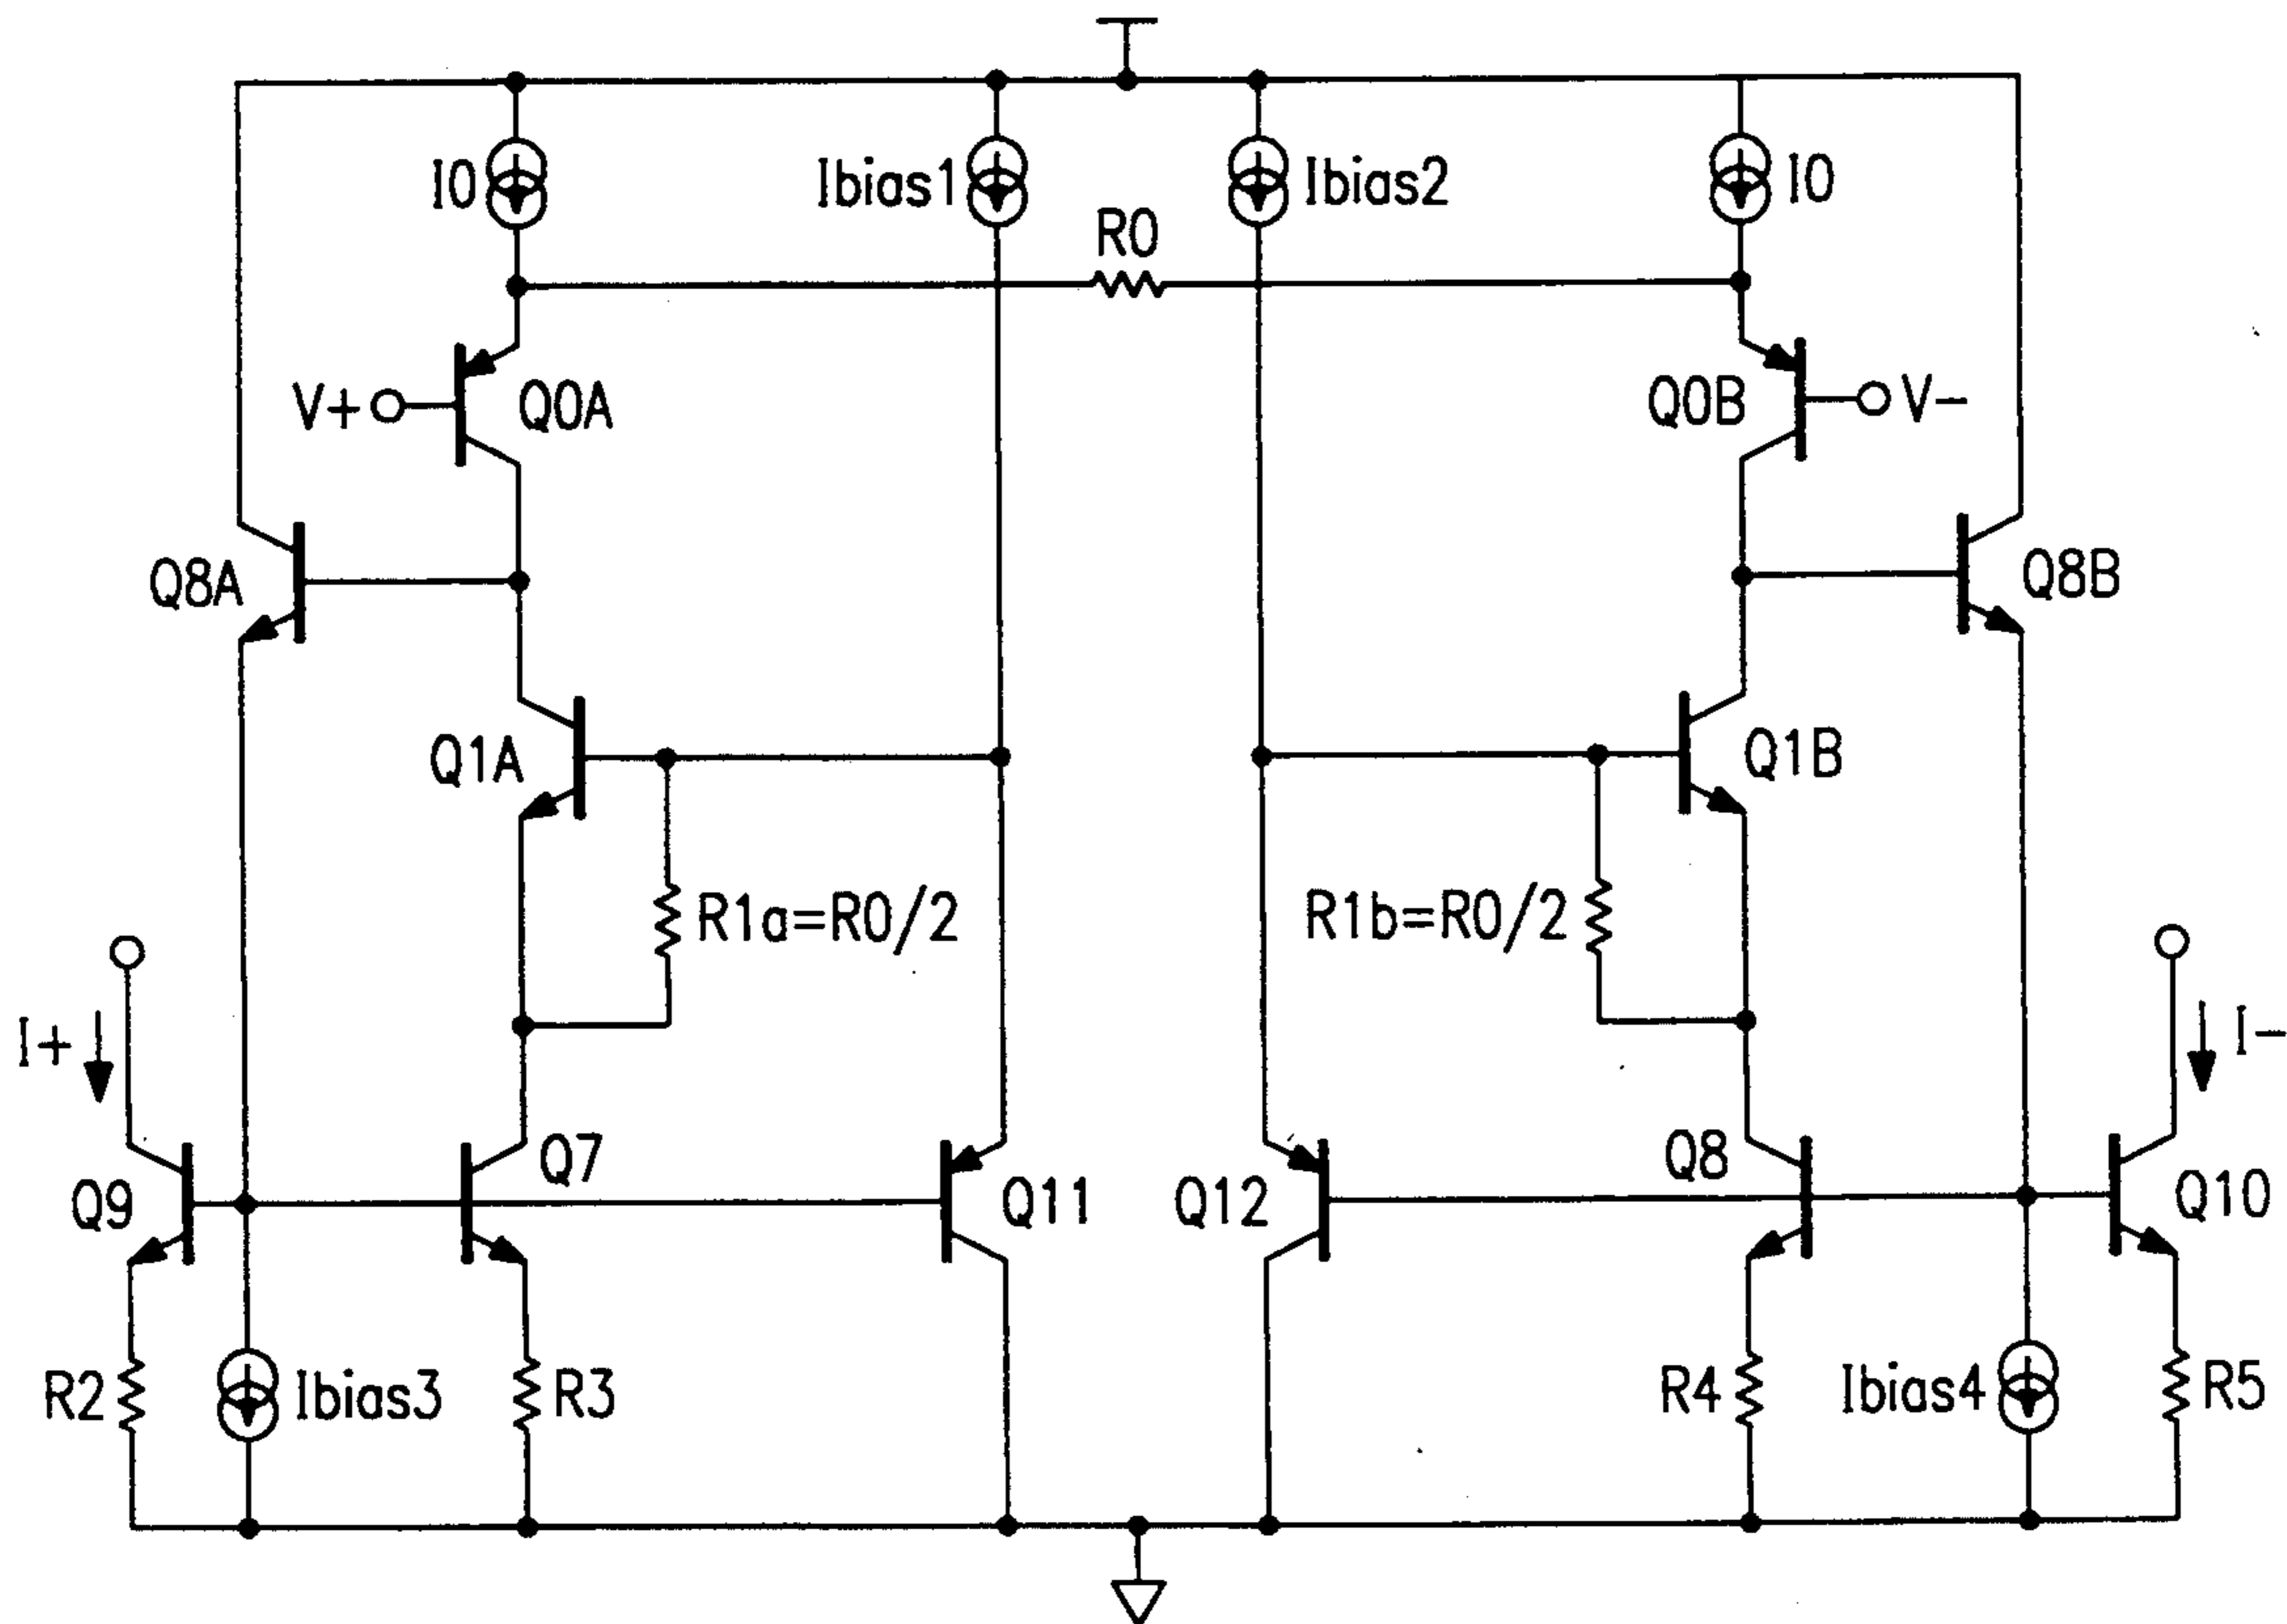 I0
Ibias1
Ibias2
I0
R0
V+
Q0A
Q0B
V-
Q8A
Q8B
Q1A
Q1B
R1a=R0/2
R1b=R0/2
I+
I-
Q7
Q8
Q9
Q11
Q12
Q10
R2
Ibias3
R3
R4
Ibias4
R5